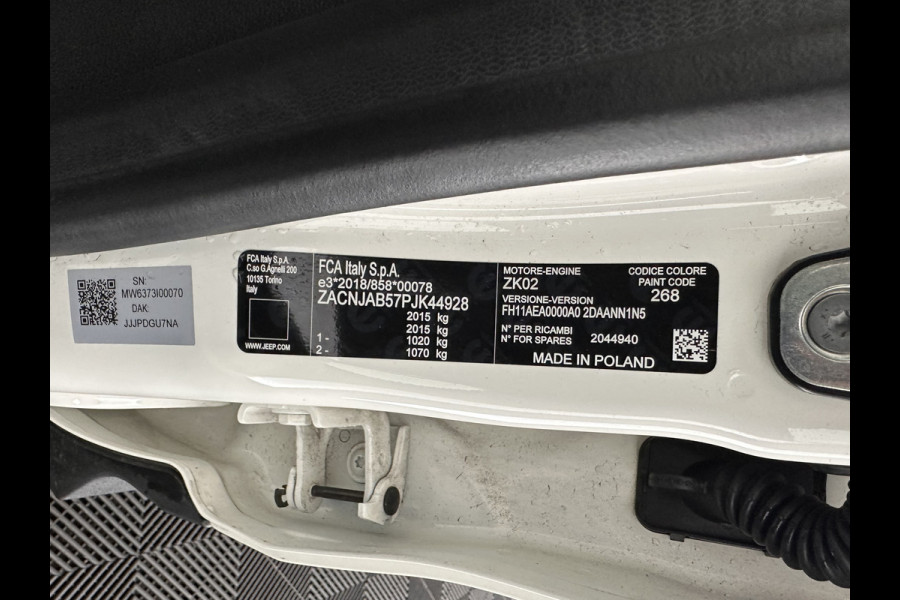 SN:
MW6373I00070
DAK:
JJJPDGU7NA
FCA Italy S.p.A.
C.so G.Agnelli 200
10135 Torino
Italy
WWW.JEEP.COM
FCA Italy S.p.A.
e3*2018/858*00078
ZACNJAB57PJK44928
2015 kg
2015 kg
1- 1020 kg
2- 1070 kg
MOTORE-ENGINE
ZK02
VERSIONE-VERSION
FH11AEA0000A0 2DAANN1N5
N° PER RICAMBI
N° FOR SPARES 2044940
MADE IN POLAND
CODICE COLORE
PAINT CODE
268